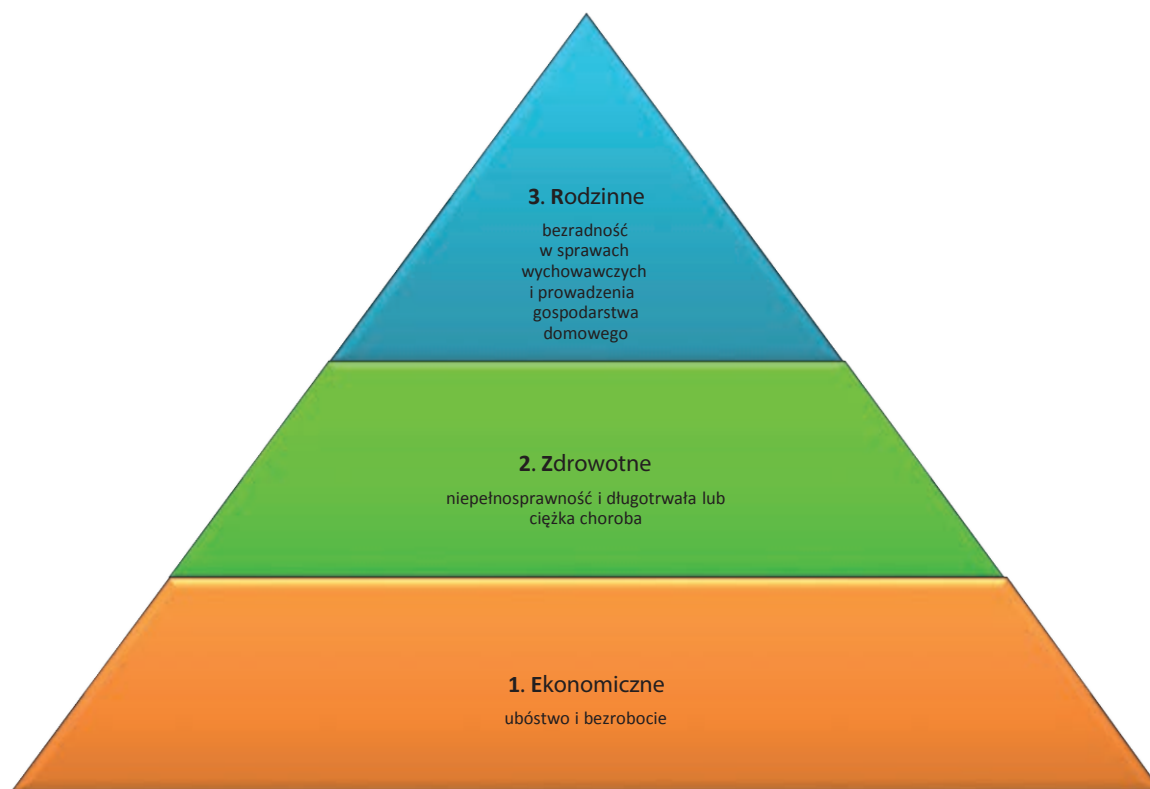 3. Rodzinne
bezradność
w sprawach
wychowawczych
i prowadzenia
gospodarstwa
domowego
2. Zdrowotne
niepełnosprawność i długotrwała lub
ciężka choroba
1. Ekonomiczne
ubóstwo i bezrobocie